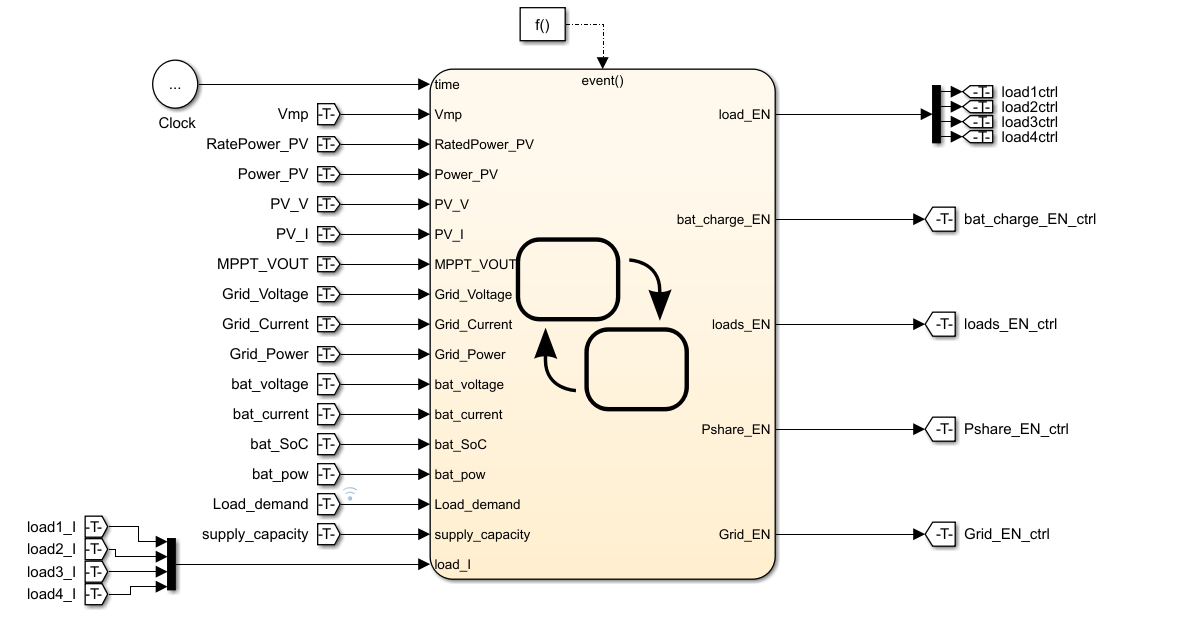 f()
event()
...
Clock
time
Vmp
-T-
Vmp
RatePower_PV
-T-
RatedPower_PV
Power_PV
-T-
Power_PV
PV_V
-T-
PV_V
PV_I
-T-
PV_I
MPPT_VOUT
-T-
MPPT_VOUT
Grid_Voltage
-T-
Grid_Voltage
Grid_Current
-T-
Grid_Current
Grid_Power
-T-
Grid_Power
bat_voltage
-T-
bat_voltage
bat_current
-T-
bat_current
bat_SoC
-T-
bat_SoC
bat_pow
-T-
bat_pow
Load_demand
-T-
Load_demand
supply_capacity
-T-
supply_capacity
load1_I
-T-
load2_I
-T-
load3_I
-T-
load4_I
-T-
load_I
load_EN
-T-
load1ctrl
-T-
load2ctrl
-T-
load3ctrl
-T-
load4ctrl
bat_charge_EN
-T-
bat_charge_EN_ctrl
loads_EN
-T-
loads_EN_ctrl
Pshare_EN
-T-
Pshare_EN_ctrl
Grid_EN
-T-
Grid_EN_ctrl